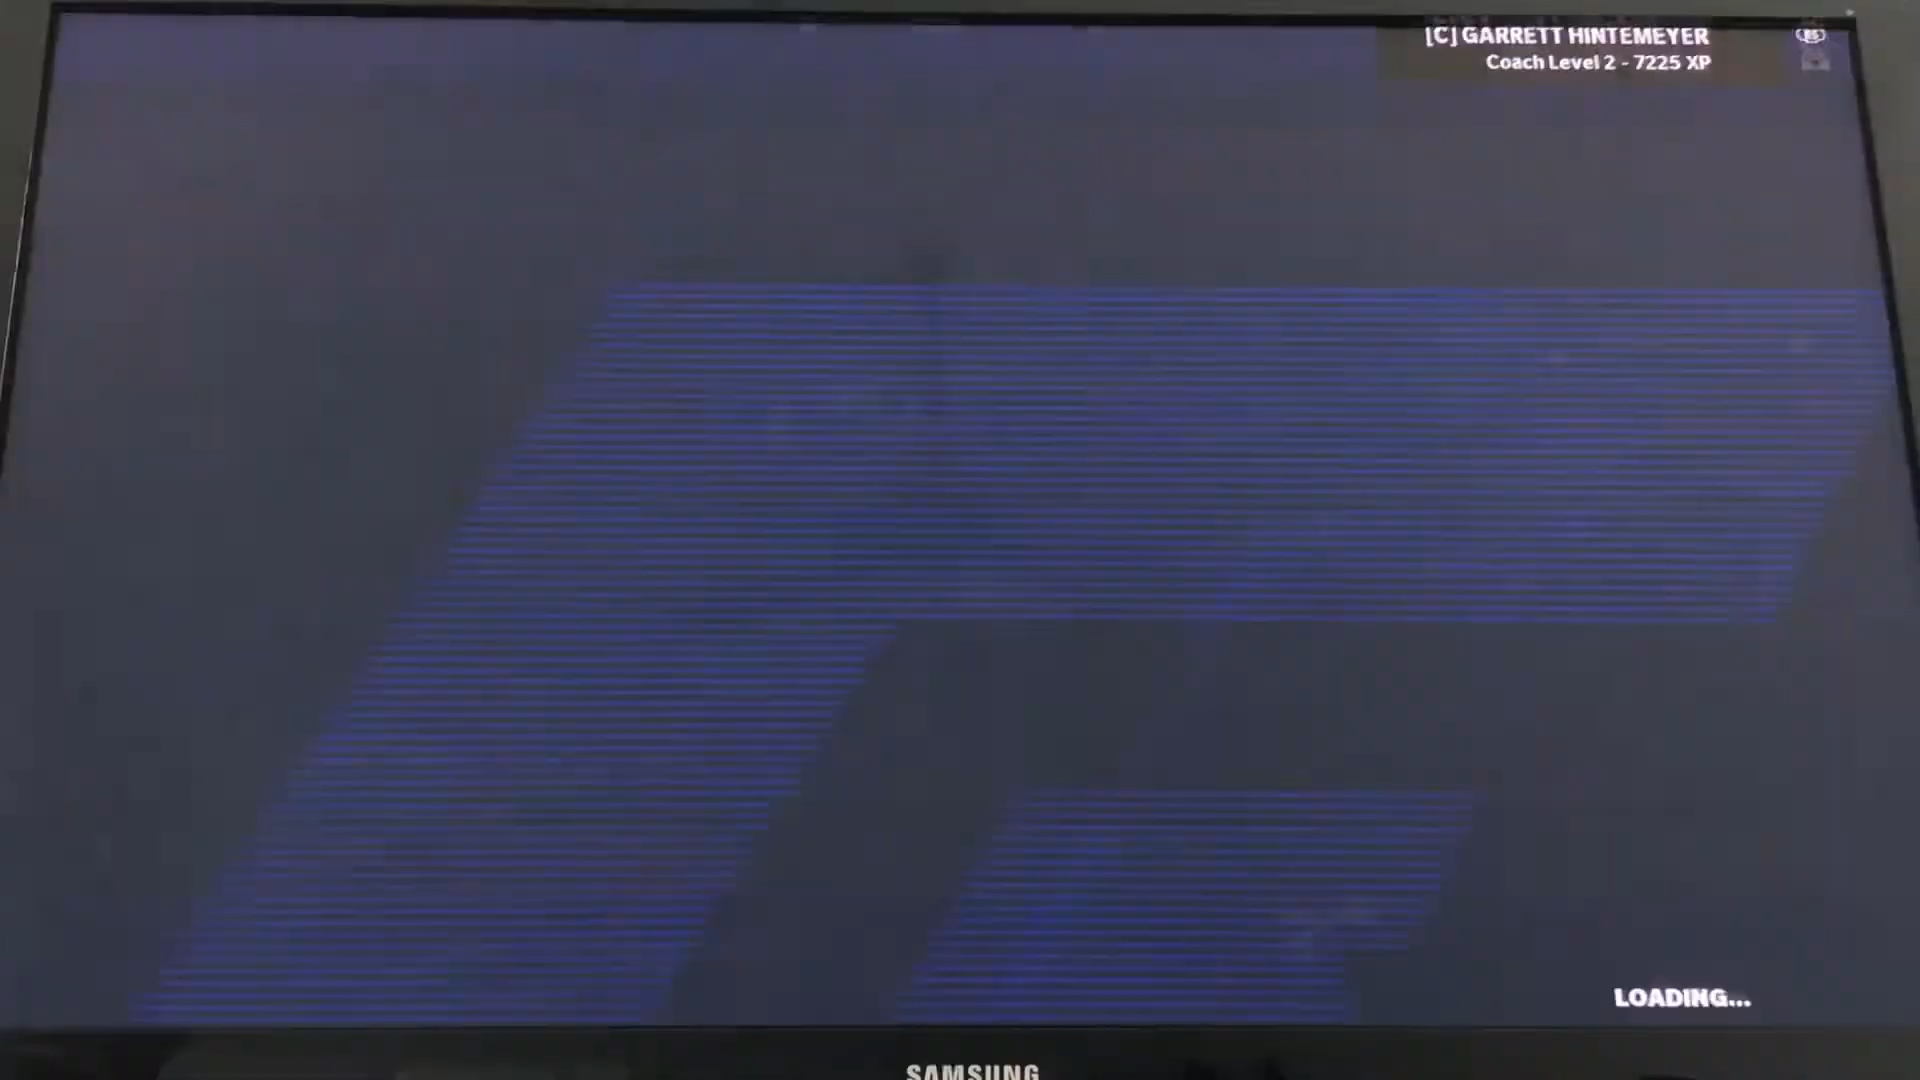 [C] GARRETT HINTEMEYER
Coach Level 2 - 7225 XP
LOADING...
SAMSUNG